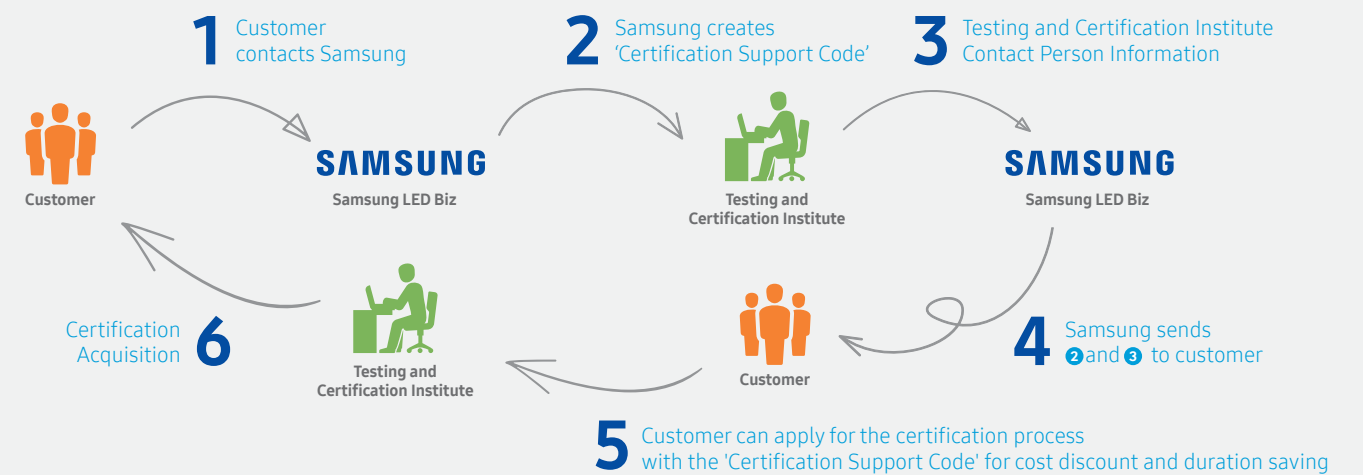 1 Customer
contacts Samsung
2 Samsung creates
‘Certification Support Code’
3 Testing and Certification Institute
Contact Person Information
Customer
SAMSUNG
Samsung LED Biz
Testing and
Certification Institute
SAMSUNG
Samsung LED Biz
4 Samsung sends
2 and 3 to customer
Customer
5 Customer can apply for the certification process
with the 'Certification Support Code' for cost discount and duration saving
Testing and
Certification Institute
Certification
Acquisition 6